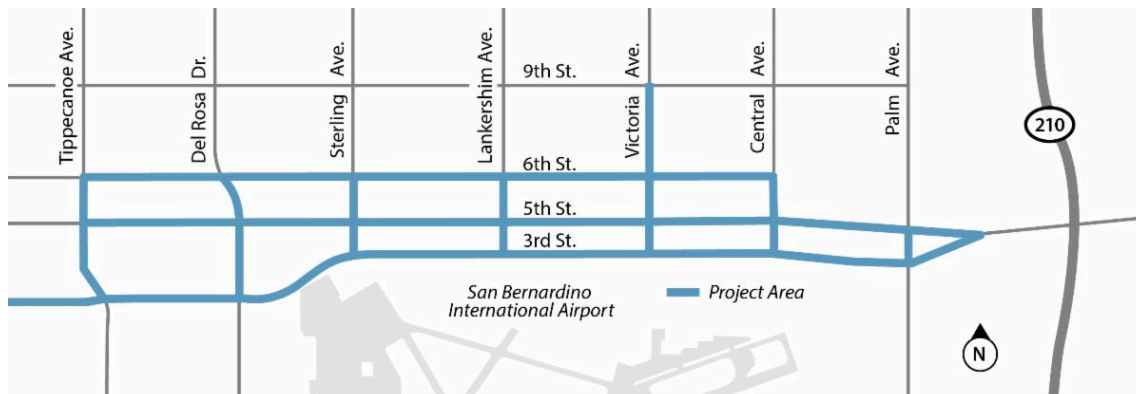 Tippecanoe Ave.
Del Rosa Dr.
Sterling Ave.
Lankershim Ave.
Victoria Ave.
Central Ave.
Palm Ave.
9th St.
210
6th St.
5th St.
3rd St.
San Bernardino
International Airport
Project Area
N